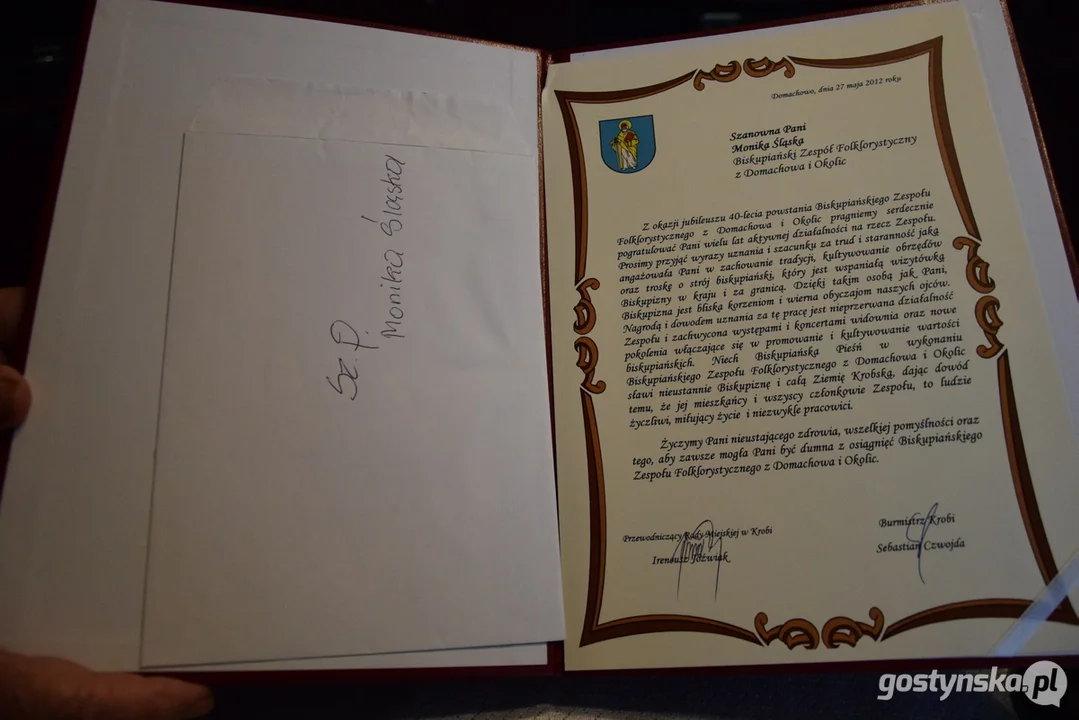 Sz. P.
Monika Śląska
Domachowo, dnia 27 maja 2012 roku
Szanowna Pani
Monika Śląska
Biskupiański Zespół Folklorystyczny
z Domachowa i Okolic
Z okazji jubileuszu 40-lecia powstania Biskupiańskiego Zespołu
Folklorystycznego z Domachowa i Okolic pragniemy serdecznie
pogratulować Pani wielu lat aktywnej działalności na rzecz Zespołu.
Prosimy przyjąć wyrazy uznania i szacunku za trud i staranność jaką
angażowała Pani w zachowanie tradycji, kultywowanie obrzędów
oraz troskę o strój biskupiański, który jest wspaniałą wizytówką
Biskupizny w kraju i za granicą. Dzięki takim osobą jak Pani,
Biskupizna jest bliska korzeniom i wierna obyczajom naszych ojców.
Nagrodą i dowodem uznania za tę pracę jest nieprzerwana działalność
Zespołu i zachwycona występami i koncertami widownia oraz nowe
pokolenia włączające się w promowanie i kultywowanie wartości
biskupiańskich. Niech Biskupiańska Pieśń w wykonaniu
Biskupiańskiego Zespołu Folklorystycznego z Domachowa i Okolic
sławi nieustannie Biskupiznę i całą Ziemię Krobską, dając dowód
temu, że jej mieszkańcy i wszyscy członkowie Zespołu, to ludzie
życzliwi, miłujący życie i niezwykle pracowici.
Życzymy Pani nieustającego zdrowia, wszelkiej pomyślności oraz
tego, aby zawsze mogła Pani być dumna z osiągnięć Biskupiańskiego
Zespołu Folklorystycznego z Domachowa i Okolic.
Przewodniczący Rady Miejskiej w Krobi
Ireneusz Jóźwiak
Burmistrz Krobi
Sebastian Czwojda
gostynska.pl